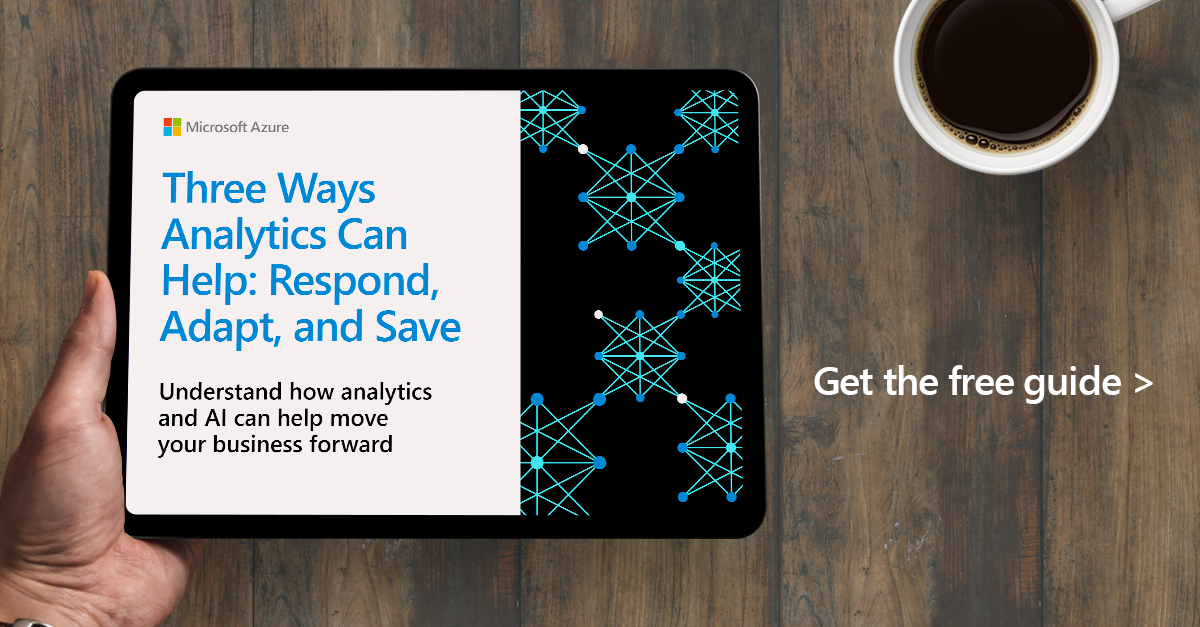 Microsoft Azure
Three Ways
Analytics Can
Help: Respond,
Adapt, and Save
Understand how analytics
and AI can help move
your business forward
Get the free guide >